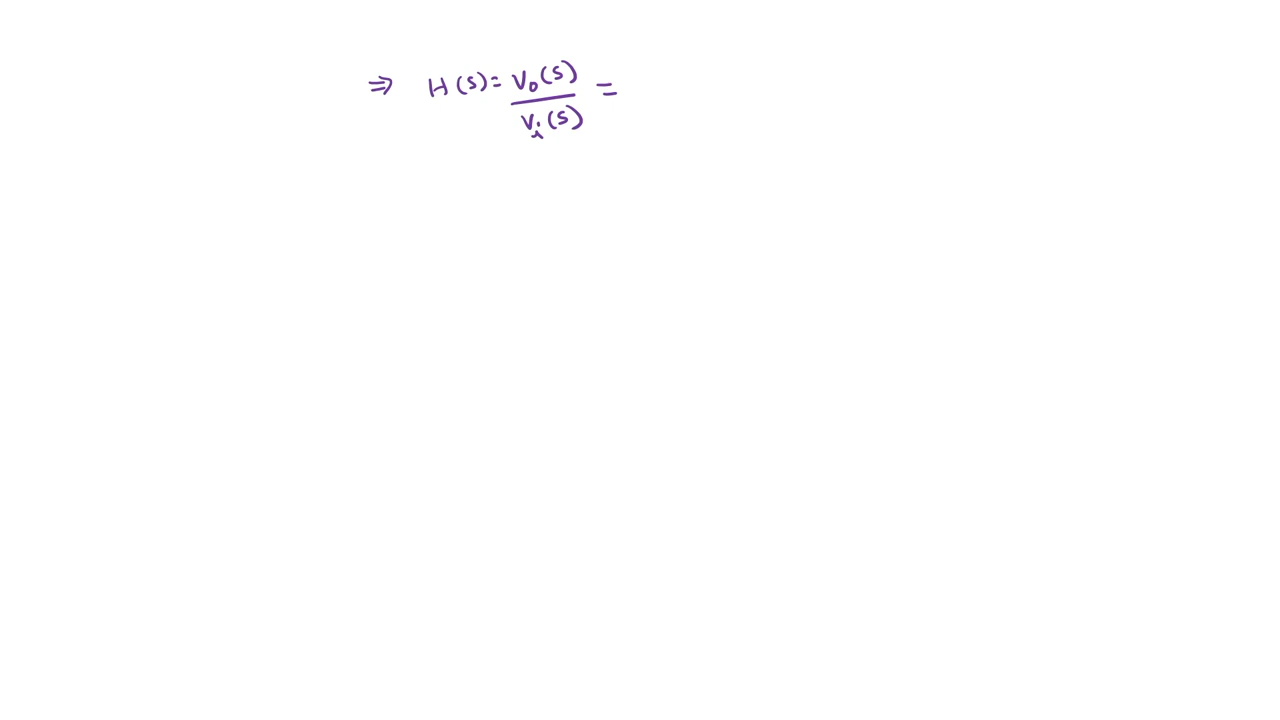 ⇒ H(s) = V₀(s) / Vᵢ(s) =